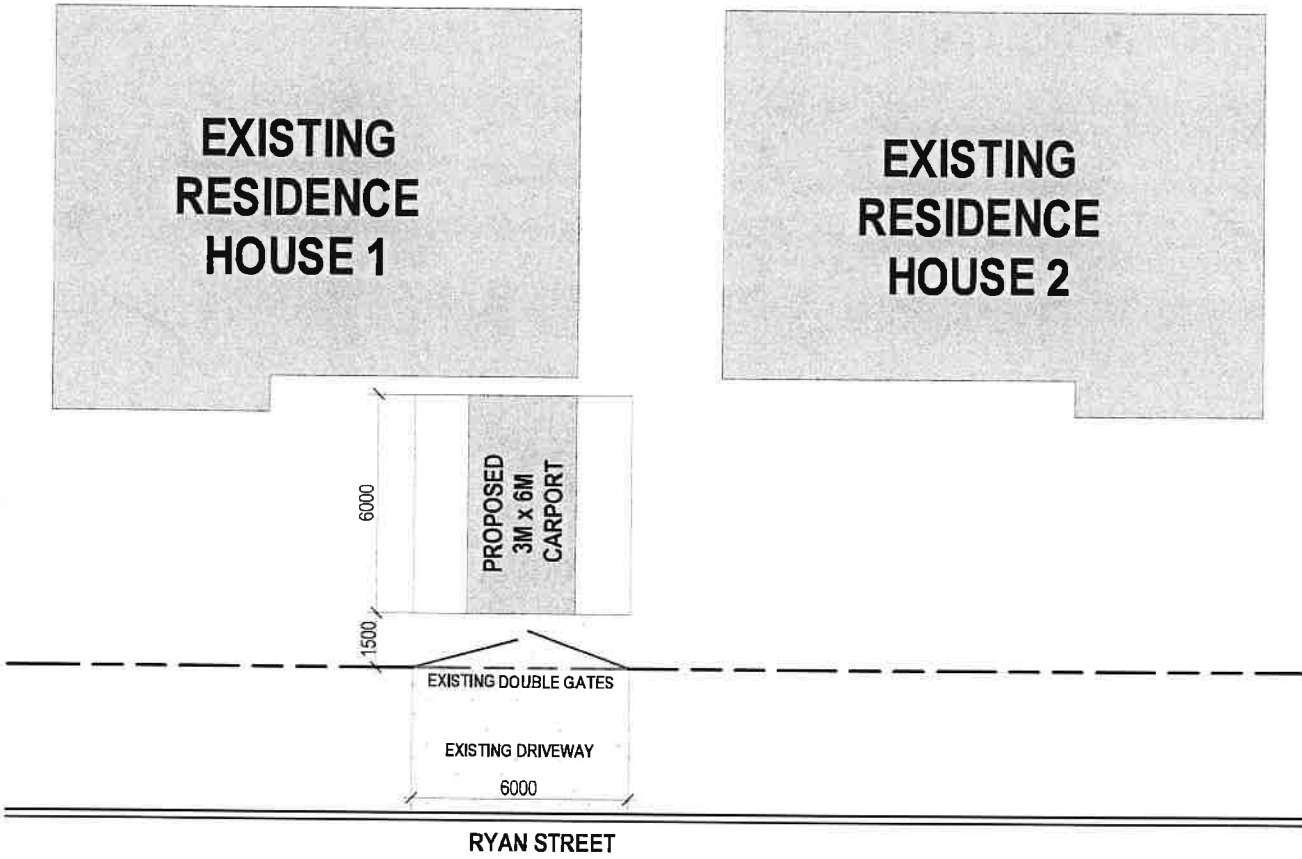 EXISTING
RESIDENCE
HOUSE 1
EXISTING
RESIDENCE
HOUSE 2
6000
PROPOSED
3M x 6M
CARPORT
1500
EXISTING DOUBLE GATES
EXISTING DRIVEWAY
6000
RYAN STREET